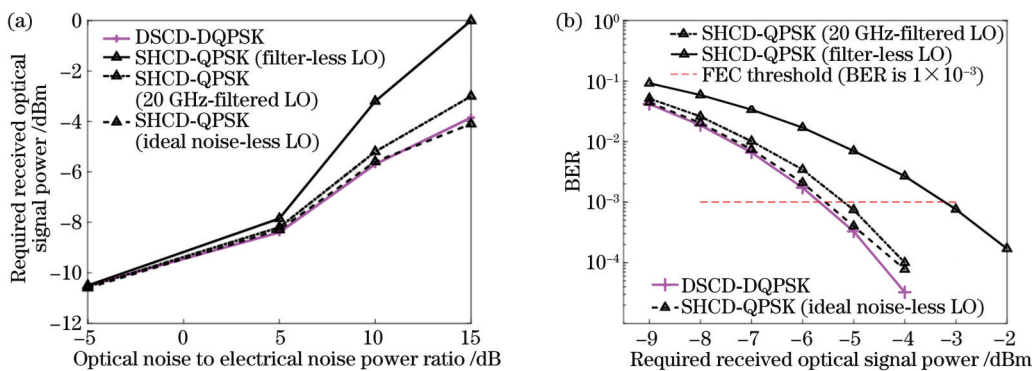 (a)
Required received optical
signal power /dBm
0
−2
−4
−6
−8
−10
−12
−5
0
5
10
15
Optical noise to electrical noise power ratio /dB
DSCD-DQPSK
SHCD-QPSK (filter-less LO)
SHCD-QPSK
(20 GHz-filtered LO)
SHCD-QPSK
(ideal noise-less LO)
(b)
BER
10⁰
10⁻¹
10⁻²
10⁻³
10⁻⁴
SHCD-QPSK (20 GHz-filtered LO)
SHCD-QPSK (filter-less LO)
FEC threshold (BER is 1×10⁻³)
DSCD-DQPSK
SHCD-QPSK (ideal noise-less LO)
−9
−8
−7
−6
−5
−4
−3
−2
Required received optical signal power /dBm